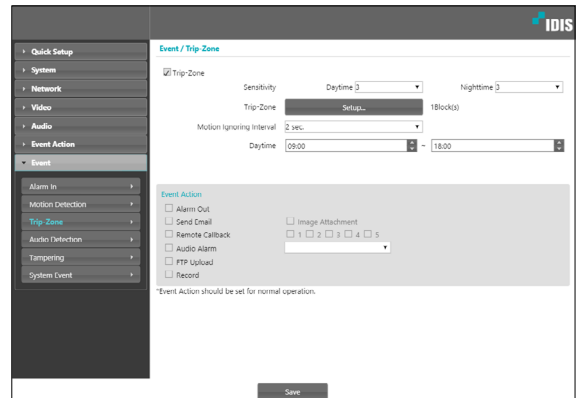 IDIS
Quick Setup
System
Network
Video
Audio
Event Action
Event
Alarm In
Motion Detection
Trip-Zone
Audio Detection
Tampering
System Event
Event / Trip-Zone
Trip-Zone
Sensitivity Daytime 3 Nighttime 3
Trip-Zone Setup... 1Block(s)
Motion Ignoring Interval 2 sec.
Daytime 09:00 ~ 18:00
Event Action
Alarm Out
Send Email Image Attachment
Remote Callback 1 2 3 4 5
Audio Alarm
FTP Upload
Record
*Event Action should be set for normal operation.
Save